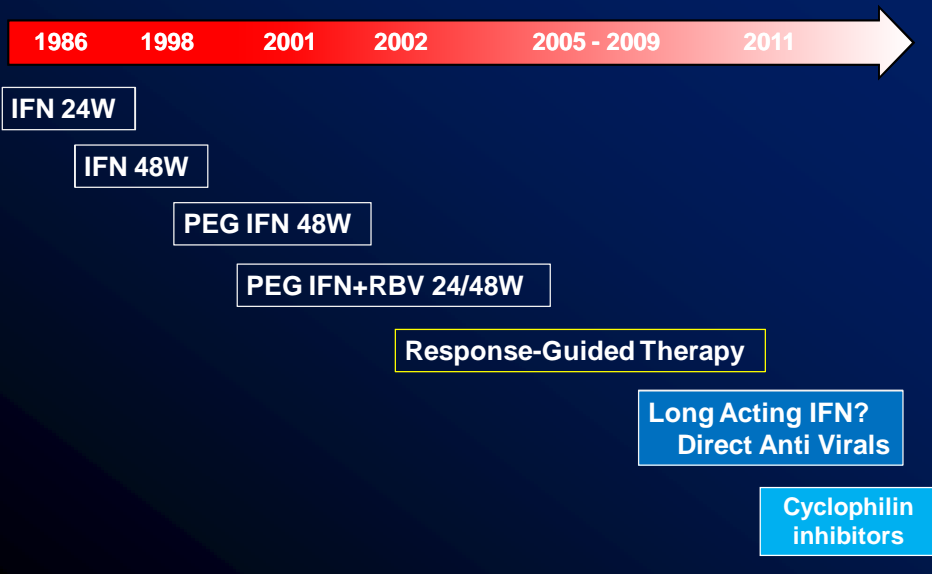 1986 1998 2001 2002 2005 - 2009 2011
IFN 24W
IFN 48W
PEG IFN 48W
PEG IFN+RBV 24/48W
Response-Guided Therapy
Long Acting IFN?
Direct Anti Virals
Cyclophilin
inhibitors